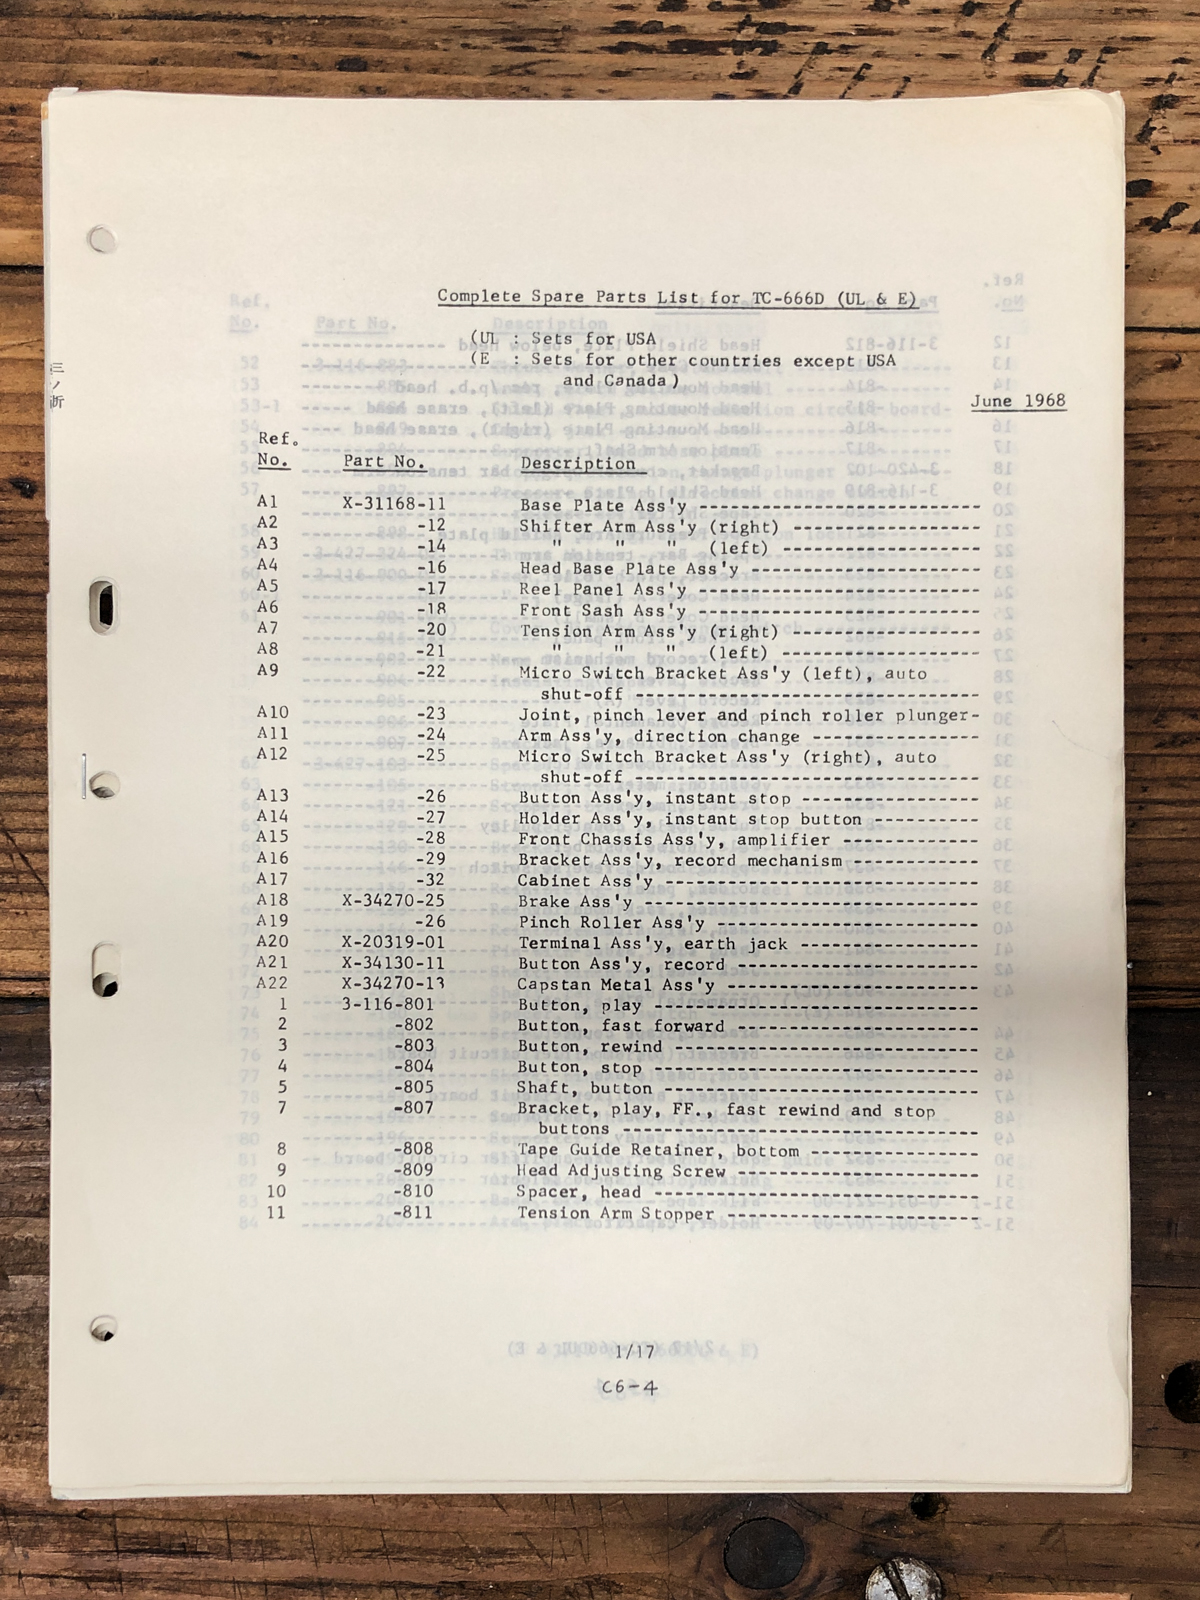 Complete Spare Parts List for TC-666D (UL & E)
(UL : Sets for USA
(E : Sets for other countries except USA
and Canada)
June 1968
Ref.
No. Part No. Description
A1 X-31168-11 Base Plate Ass'y
A2 -12 Shifter Arm Ass'y (right)
A3 -14 " " " (left)
A4 -16 Head Base Plate Ass'y
A5 -17 Reel Panel Ass'y
A6 -18 Front Sash Ass'y
A7 -20 Tension Arm Ass'y (right)
A8 -21 " " " (left)
A9 -22 Micro Switch Bracket Ass'y (left), auto
shut-off
A10 -23 Joint, pinch lever and pinch roller plunger-
A11 -24 Arm Ass'y, direction change
A12 -25 Micro Switch Bracket Ass'y (right), auto
shut-off
A13 -26 Button Ass'y, instant stop
A14 -27 Holder Ass'y, instant stop button
A15 -28 Front Chassis Ass'y, amplifier
A16 -29 Bracket Ass'y, record mechanism
A17 -32 Cabinet Ass'y
A18 X-34270-25 Brake Ass'y
A19 -26 Pinch Roller Ass'y
A20 X-20319-01 Terminal Ass'y, earth jack
A21 X-34130-11 Button Ass'y, record
A22 X-34270-13 Capstan Metal Ass'y
1 3-116-801 Button, play
2 -802 Button, fast forward
3 -803 Button, rewind
4 -804 Button, stop
5 -805 Shaft, button
7 -807 Bracket, play, FF., fast rewind and stop
buttons
8 -808 Tape Guide Retainer, bottom
9 -809 Head Adjusting Screw
10 -810 Spacer, head
11 -811 Tension Arm Stopper
1/17
C6-4